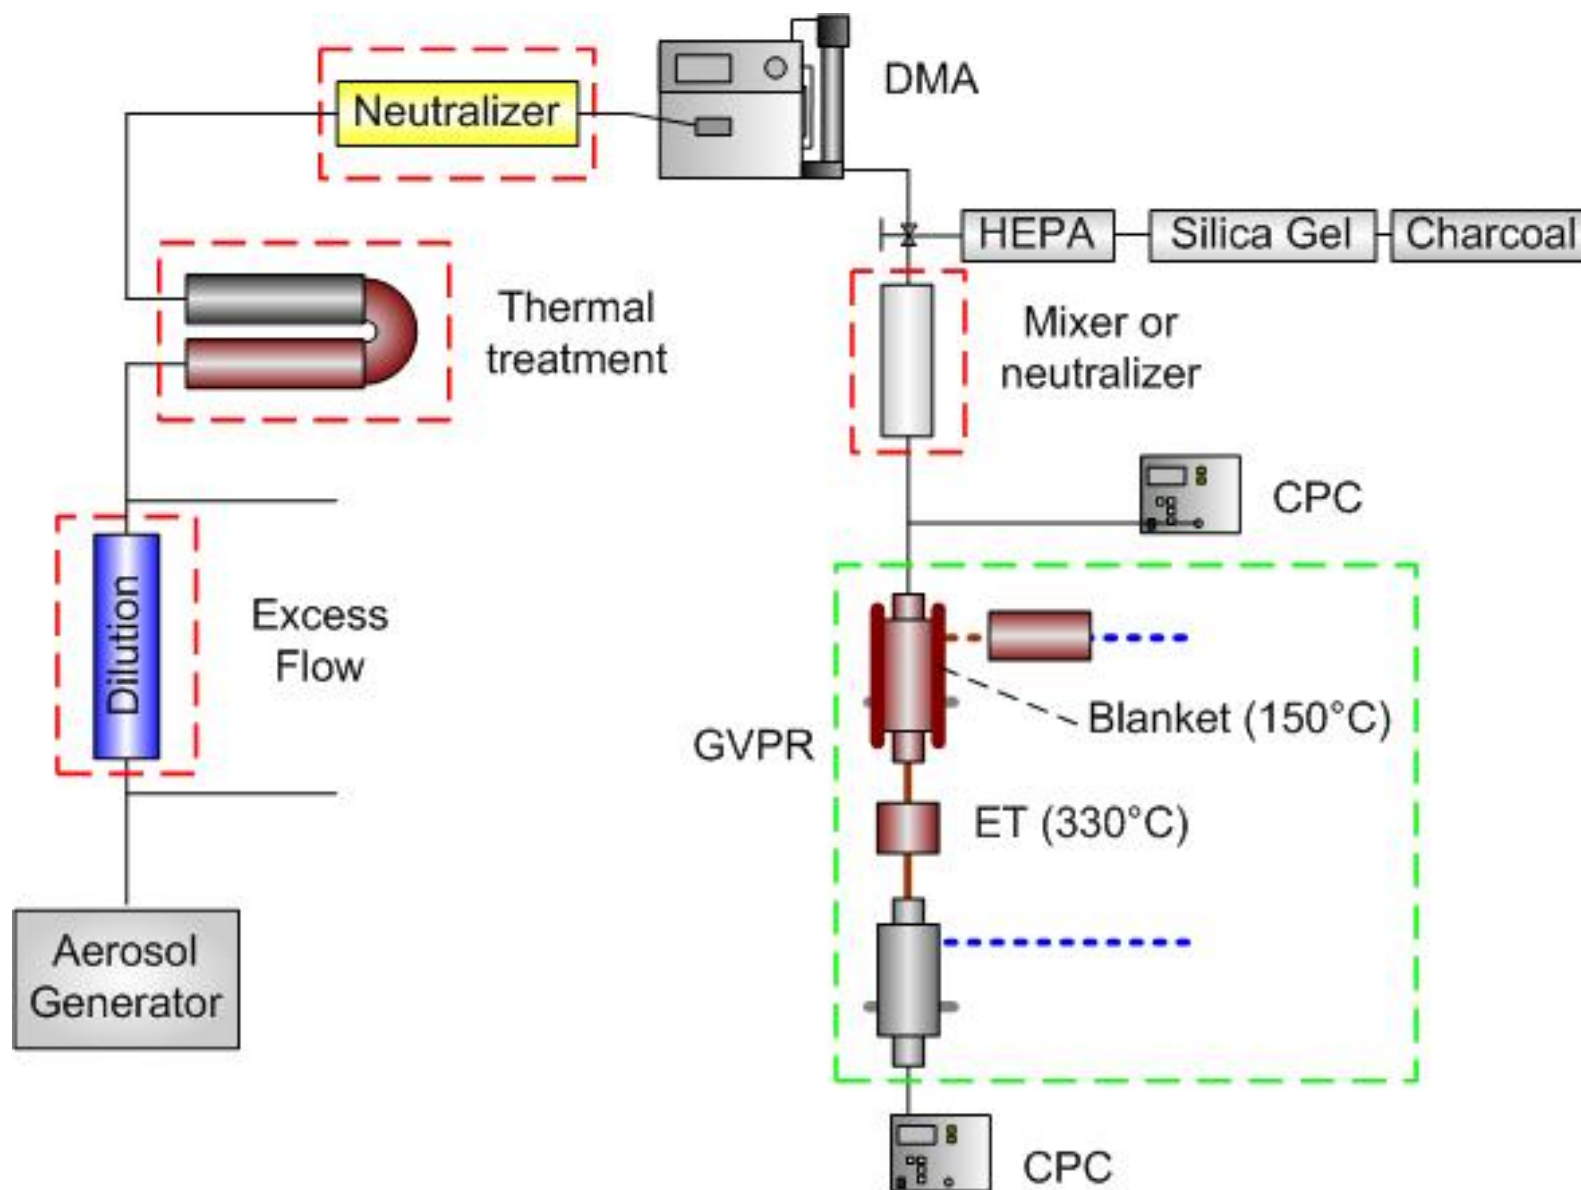 Neutralizer
DMA
HEPA
Silica Gel
Charcoal
Thermal
treatment
Mixer or
neutralizer
CPC
Dilution
Excess
Flow
Blanket (150°C)
GVPR
ET (330°C)
Aerosol
Generator
CPC